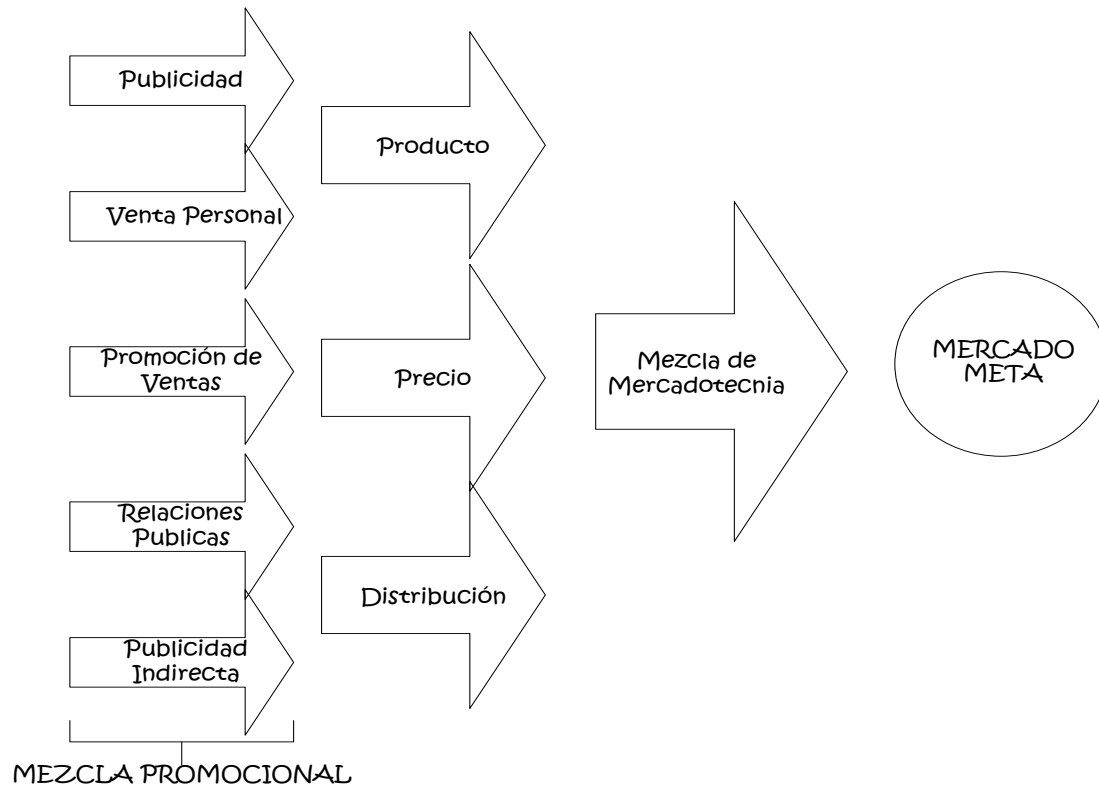 Publicidad
Venta Personal
Promoción de
Ventas
Relaciones
Publicas
Publicidad
Indirecta
MEZCLA PROMOCIONAL
Producto
Precio
Distribución
Mezcla de
Mercadotecnia
MERCADO
META